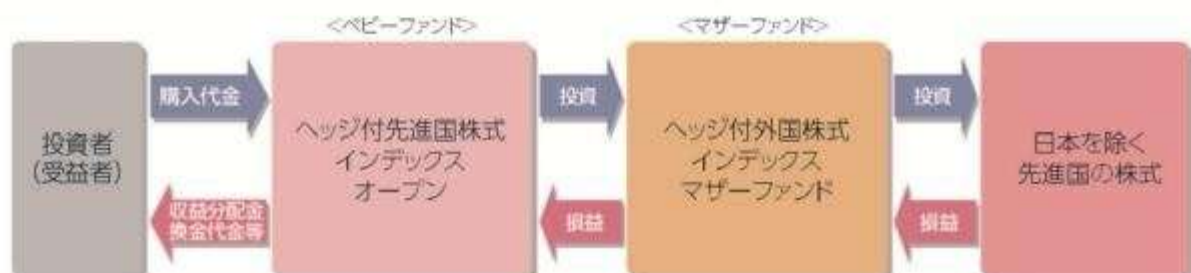 <ベビーファンド>
<マザーファンド>
投資者
(受益者)
購入代金
収益分配金
換金代金等
ヘッジ付先進国株式
インデックス
オープン
投資
損益
ヘッジ付外国株式
インデックス
マザーファンド
投資
損益
日本を除く
先進国の株式